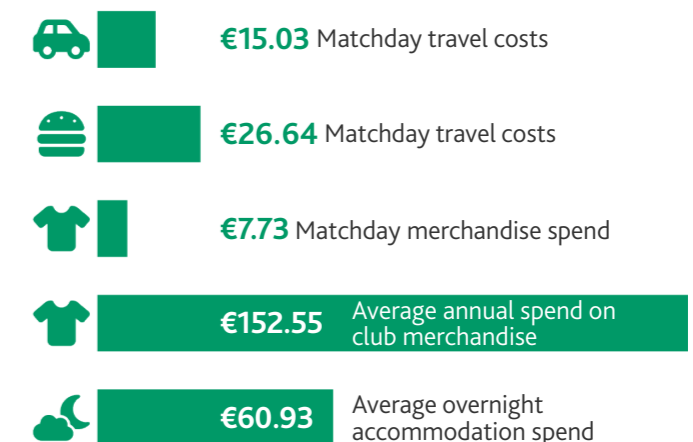 €15.03 Matchday travel costs
€26.64 Matchday travel costs
€7.73 Matchday merchandise spend
€152.55 Average annual spend on
club merchandise
€60.93 Average overnight
accommodation spend